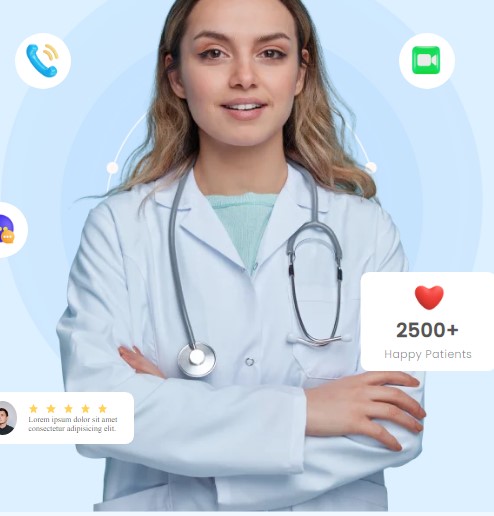 2500+
Happy Patients
Lorem ipsum dolor sit amet
consectetur adipisicing elit.